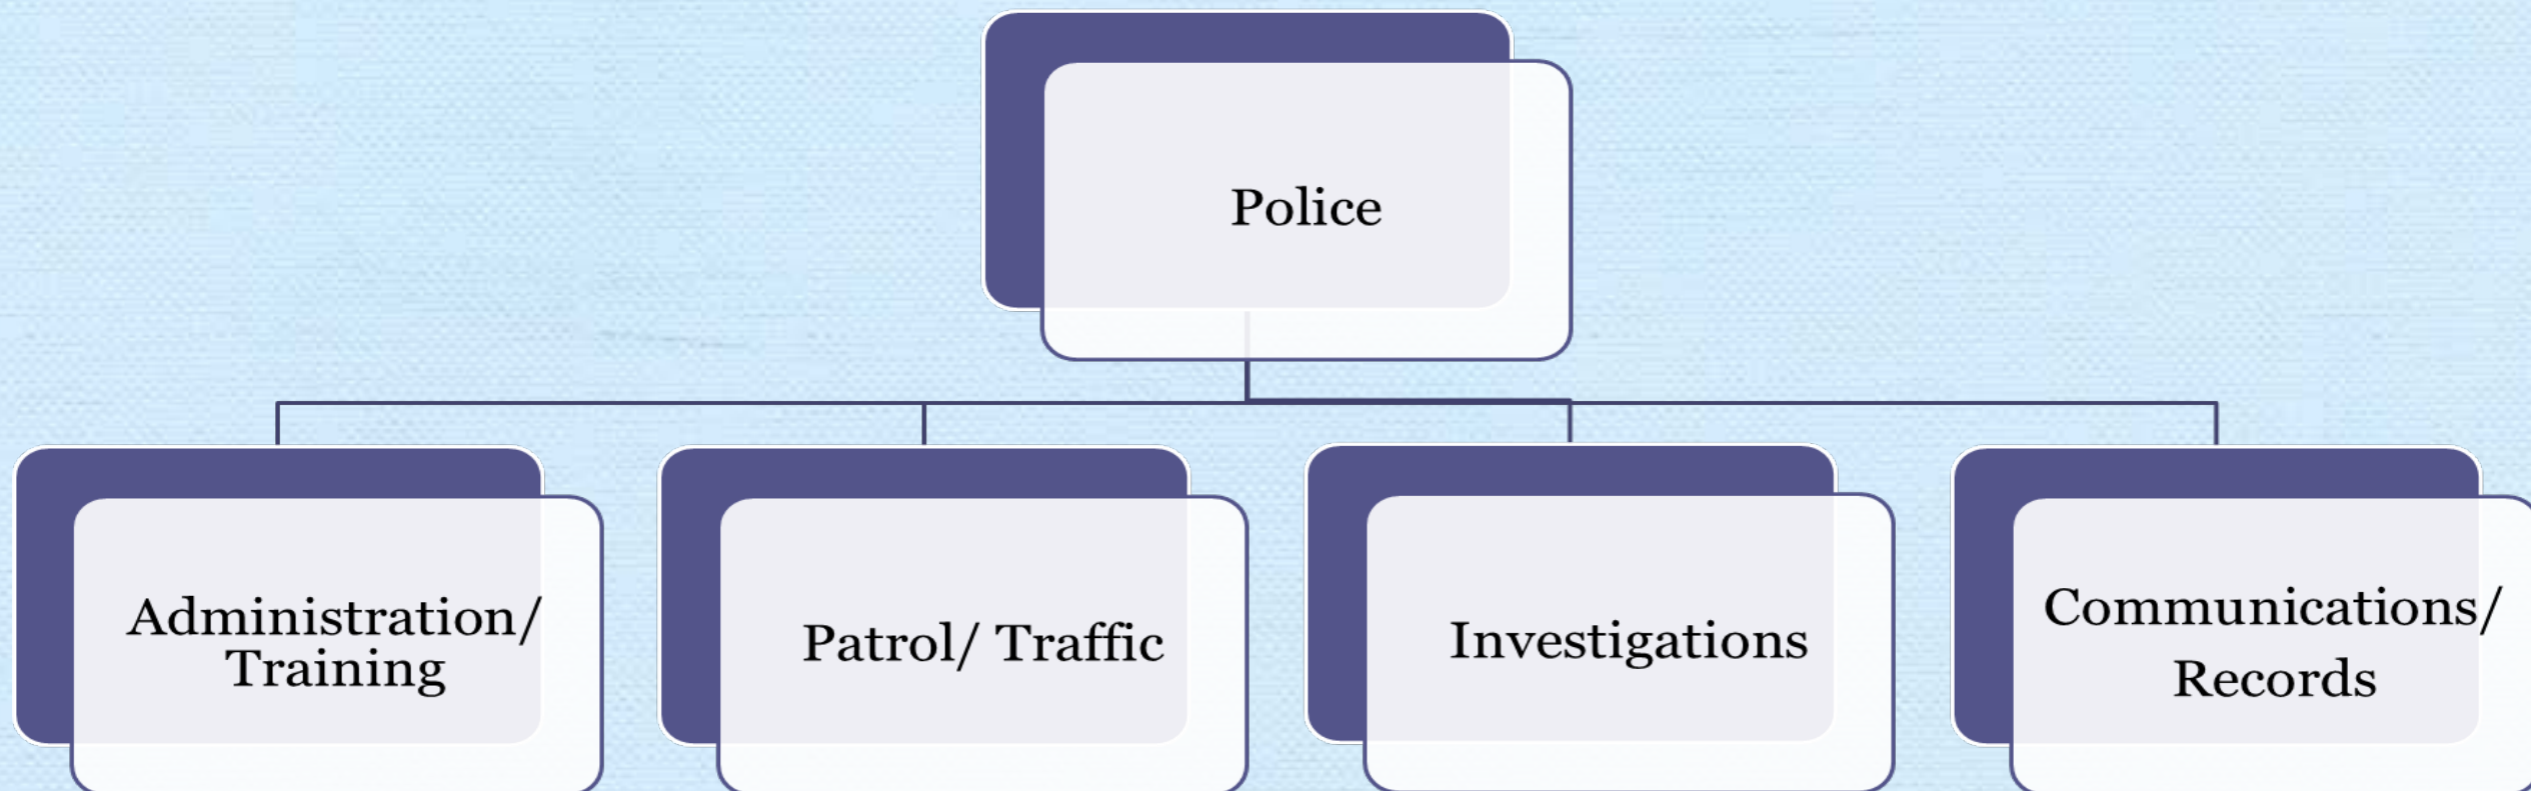 Police
Administration/
Training
Patrol/ Traffic
Investigations
Communications/
Records